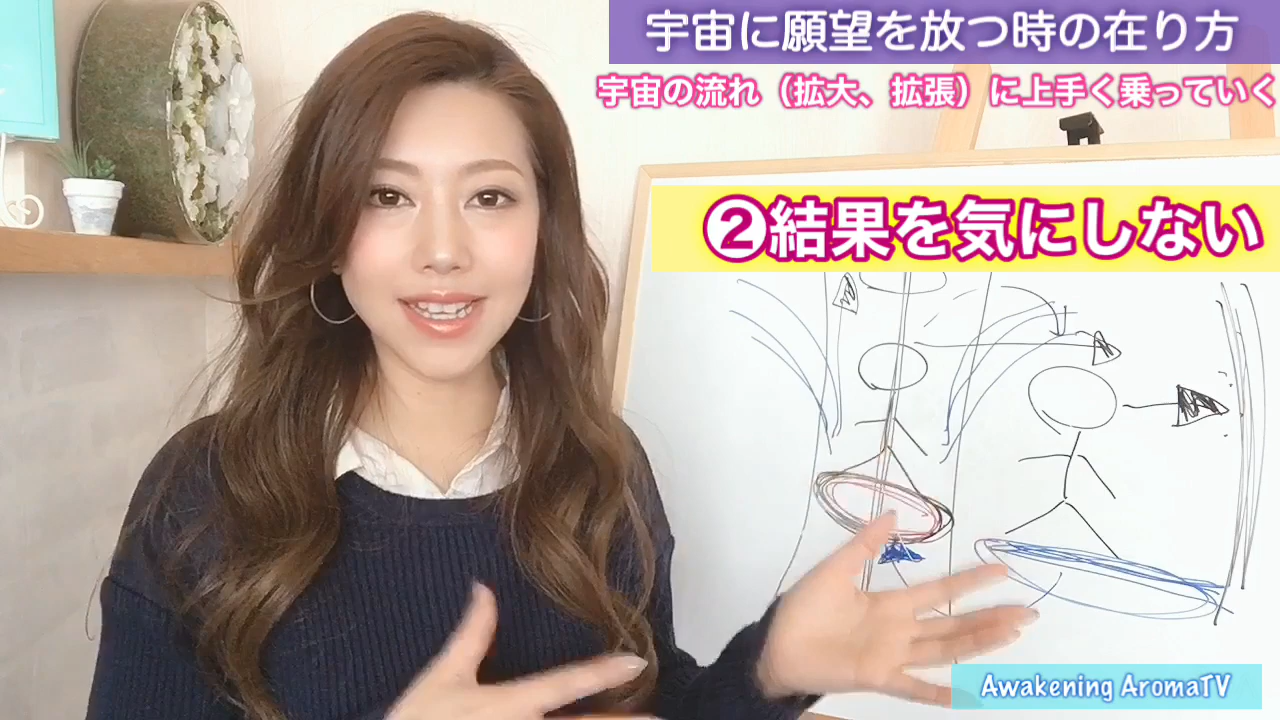 宇宙に願望を放つ時の在り方
宇宙の流れ（拡大、拡張）に上手く乗っていく
❷結果を気にしない
Awakening AromaTV